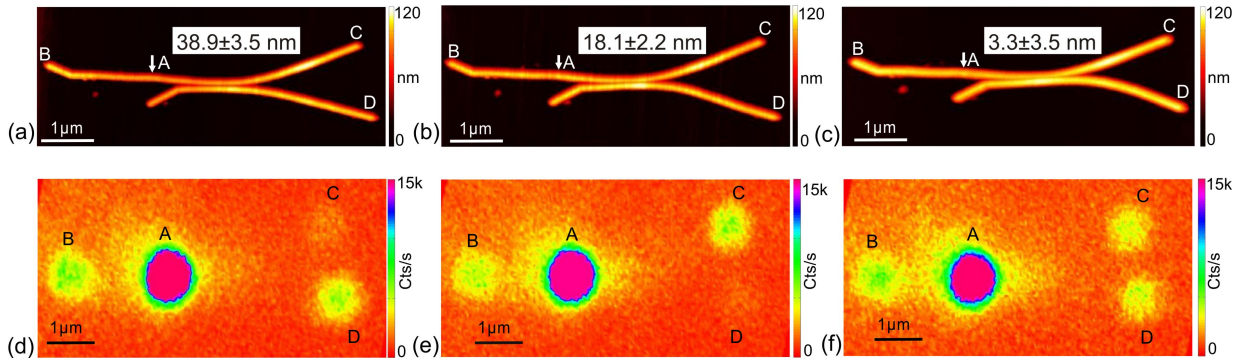 38.9±3.5 nm
B
A
C
D
120
nm
0
1μm
(a)
18.1±2.2 nm
B
A
C
D
120
nm
0
1μm
(b)
3.3±3.5 nm
B
A
C
D
120
nm
0
1μm
(c)
C
B
A
D
15k
Cts/s
0
1μm
(d)
C
B
A
D
15k
Cts/s
0
1μm
(e)
C
B
A
D
15k
Cts/s
0
1μm
(f)